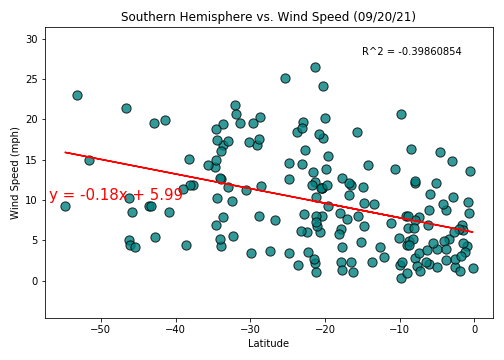 Southern Hemisphere vs. Wind Speed (09/20/21)
30
R^2 = -0.39860854
25
20
Wind Speed (mph)
15
y = -0.18x + 5.99
10
5
0
−50 −40 −30 −20 −10 0
Latitude